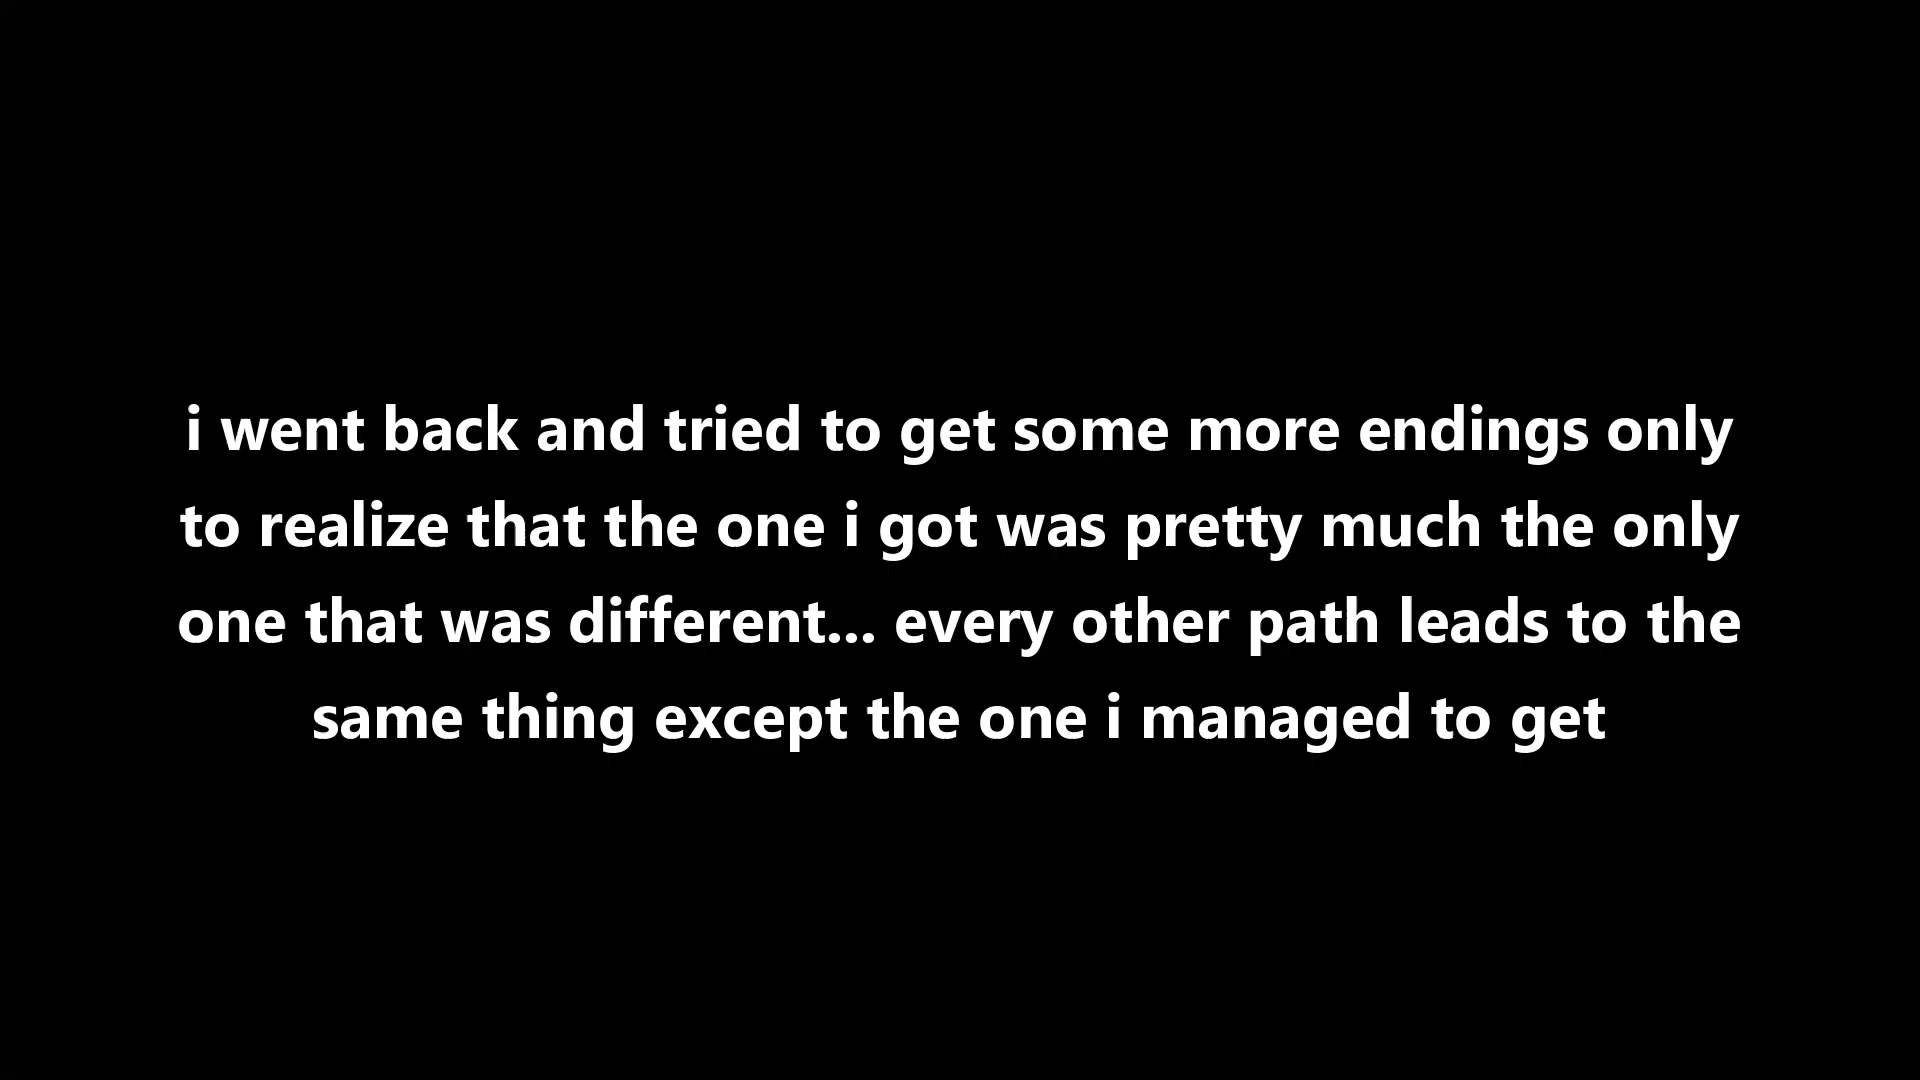 i went back and tried to get some more endings only
to realize that the one i got was pretty much the only
one that was different... every other path leads to the
same thing except the one i managed to get